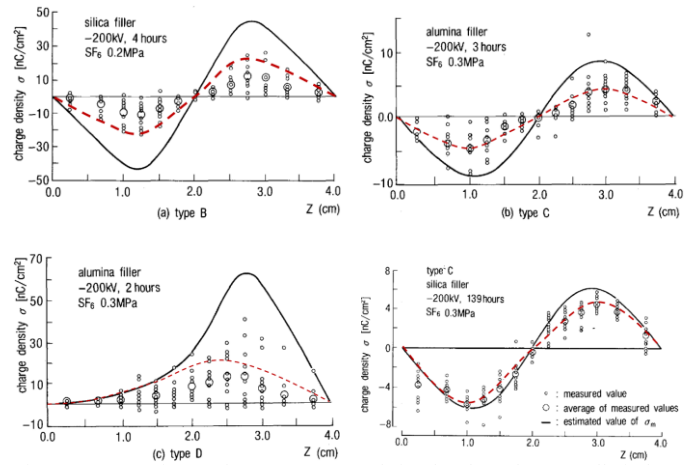 charge density σ [nC/cm²]
50
30
10
-10
-30
-50
silica filler
-200kV, 4 hours
SF₆ 0.2MPa
0.0 1.0 2.0 3.0 4.0
(a) type B
Z (cm)
charge density σ [nC/cm²]
10
0.0
-10
alumina filler
-200kV, 3 hours
SF₆ 0.3MPa
0.0 1.0 2.0 3.0 4.0
(b) type C
Z (cm)
charge density σ [nC/cm²]
70
50
30
10
-10
alumina filler
-200kV, 2 hours
SF₆ 0.3MPa
0.0 1.0 2.0 3.0 4.0
(c) type D
Z (cm)
charge density σ [nC/cm²]
8
4
0
-4
-8
type C
silica filler
-200kV, 139 hours
SF₆ 0.3MPa
: measured value
: average of measured values
: estimated value of σₘ
0.0 1.0 2.0 3.0 4.0
Z (cm)